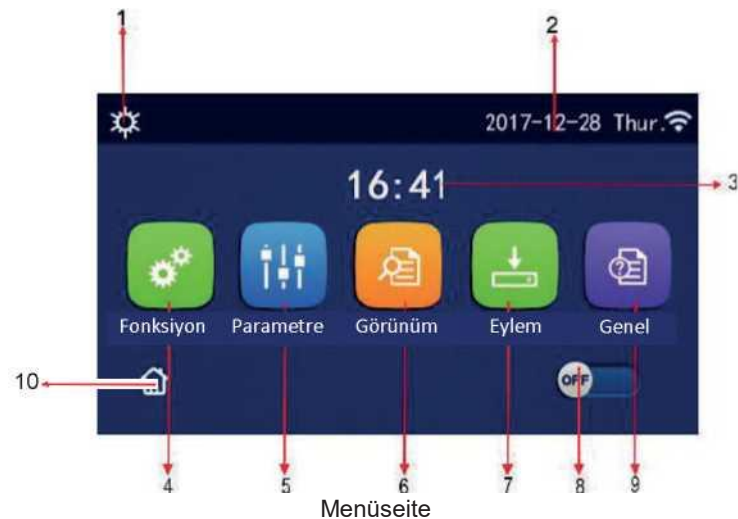 1
2
2017-12-28 Thur.
16:41
3
Fonksiyon Parametre Görünüm Eylem Genel
10
OFF
4 5 6 7 8 9
Menüseite